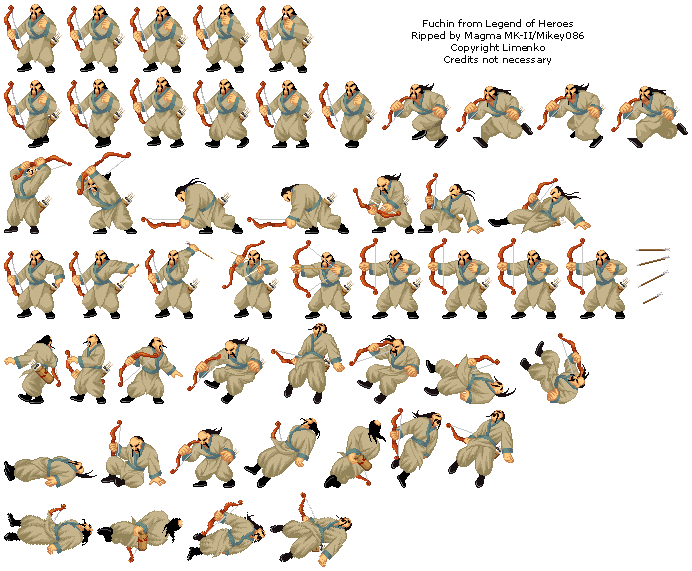 Fuchin from Legend of Heroes
Ripped by Magma MK-II/Mikey086
Copyright Limenko
Credits not necessary